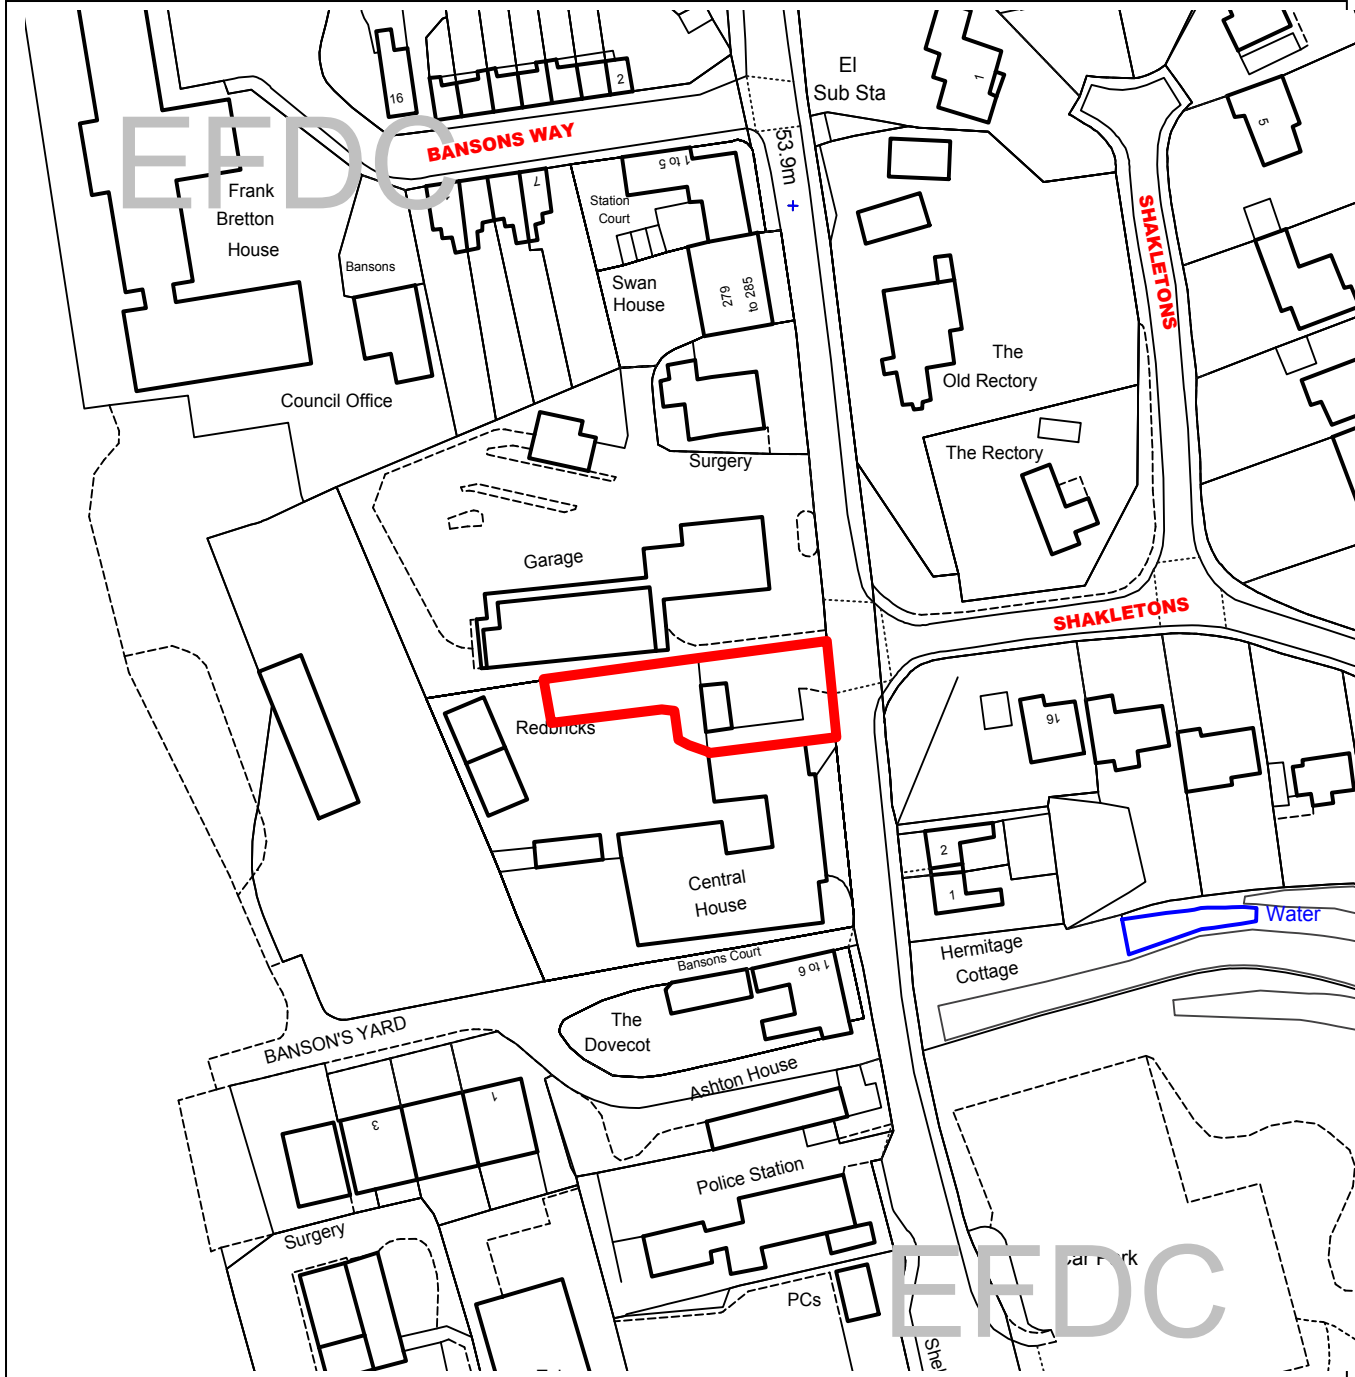 El
Sub Sta
1
2
16
BANSONS WAY
EFDC
53.9m
5
1 to 5
7
Frank
Bretton
House
Station
Court
SHAKLETONS
Bansons
Swan
House
279
to 285
The
Old Rectory
Council Office
The Rectory
Surgery
Garage
SHAKLETONS
Redbricks
16
Central
House
2
1
Water
Hermitage
Cottage
Bansons Court
1 to 6
The
Dovecot
BANSON'S YARD
Ashton House
1
3
Police Station
Surgery
EFDC
PCs